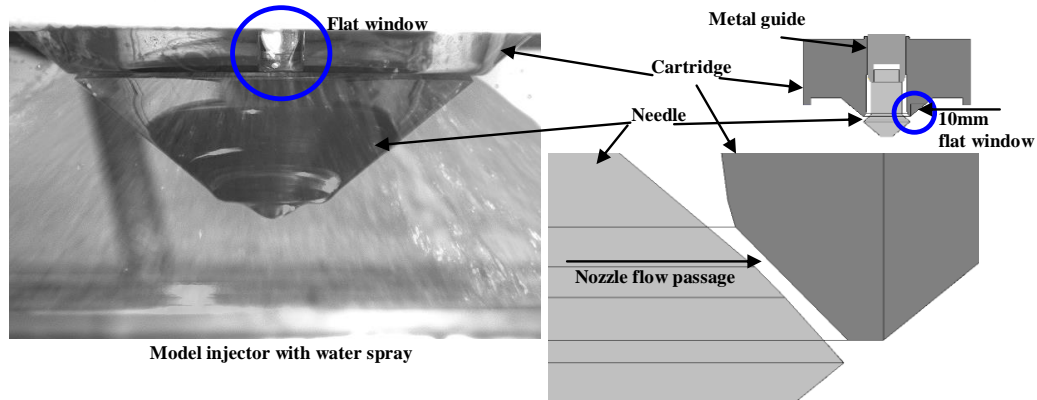 Flat window
Metal guide
Cartridge
Needle
10mm
flat window
Nozzle flow passage
Model injector with water spray